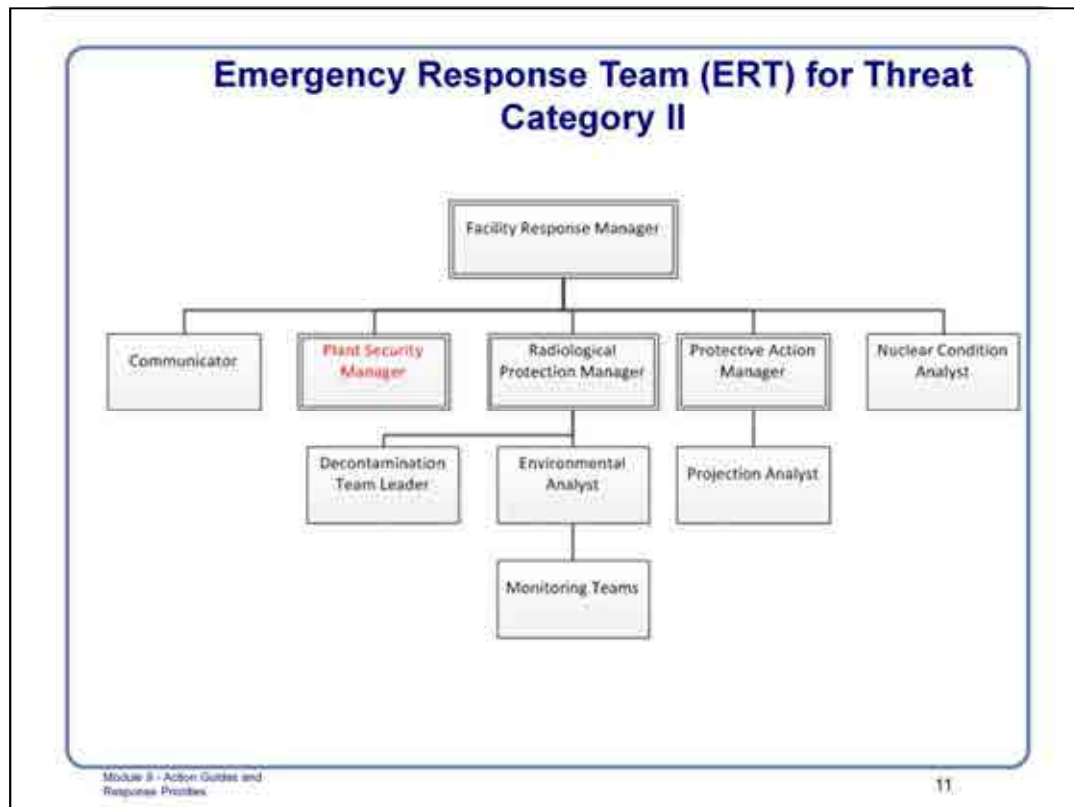 Emergency Response Team (ERT) for Threat
Category II
Facility Response Manager
Communicator
Plant Security
Manager
Radiological
Protection Manager
Protective Action
Manager
Nuclear Condition
Analyst
Decontamination
Team Leader
Environmental
Analyst
Projection Analyst
Monitoring Teams
Module - Action Guides and
Response Priorities
11